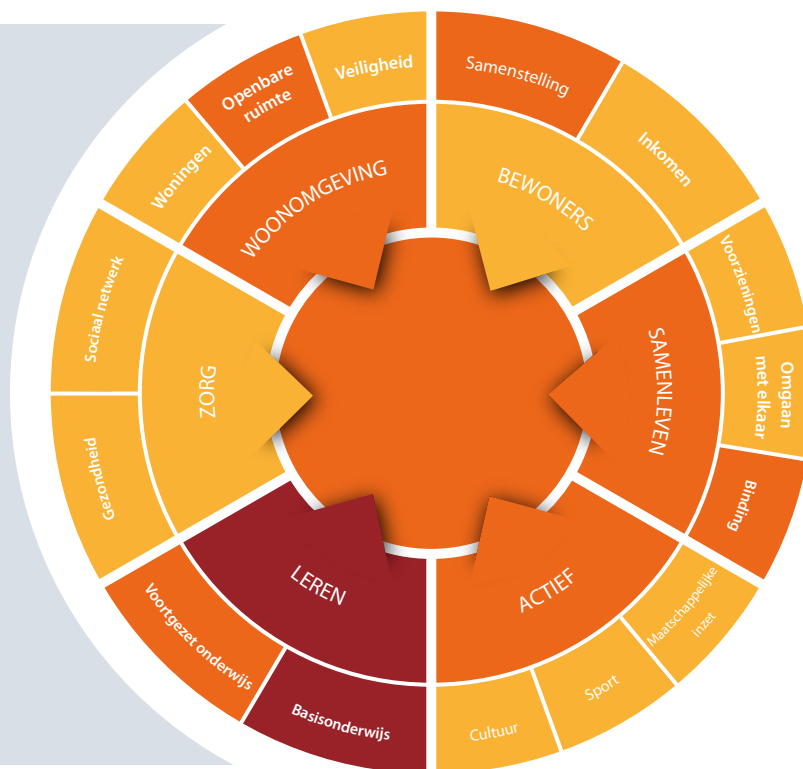 Veiligheid
Openbare
ruimte
Woningen
WOONOMGEVING
Samenstelling
Inkomen
BEWONERS
Voorzieningen
Omgaan
met elkaar
Binding
SAMENLEVEN
Maatschappelijke
inzet
Sport
Cultuur
ACTIEF
Basisonderwijs
Voortgezet onderwijs
LEREN
Gezondheid
Sociaal netwerk
ZORG